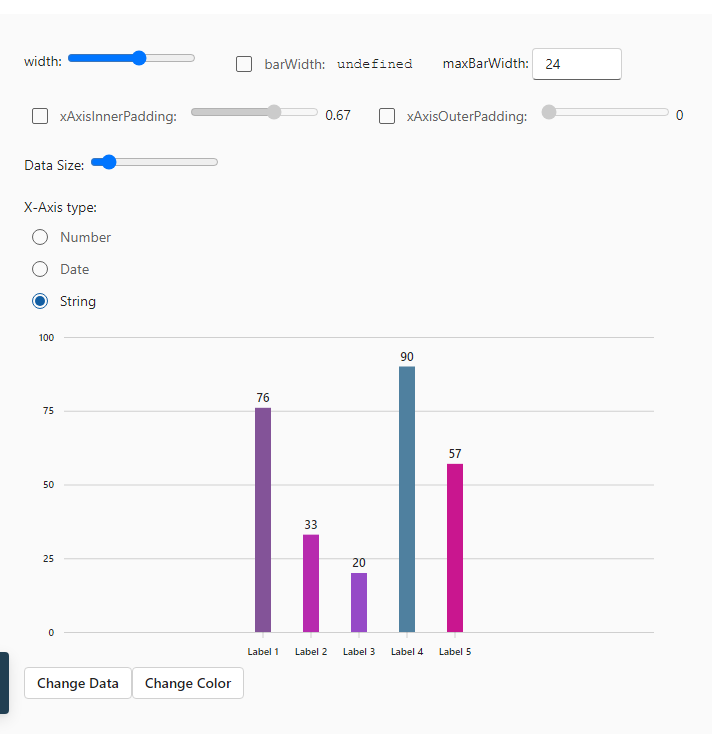 width: barWidth: undefined maxBarWidth: 24
xAxisInnerPadding: 0.67 xAxisOuterPadding: 0
Data Size:
X-Axis type:
Number
Date
String
100
90
76
75
57
50
33
25
20
0
Label 1 Label 2 Label 3 Label 4 Label 5
Change Data Change Color